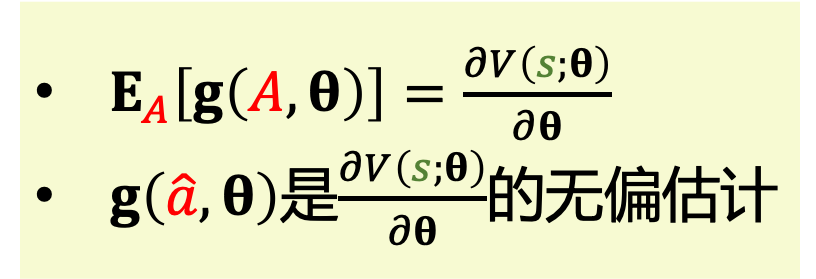 • 𝐄_A[𝐠(A, 𝛉)] = ∂V(s;𝛉)/∂𝛉
• 𝐠(â, 𝛉)是∂V(s;𝛉)/∂𝛉的无偏估计